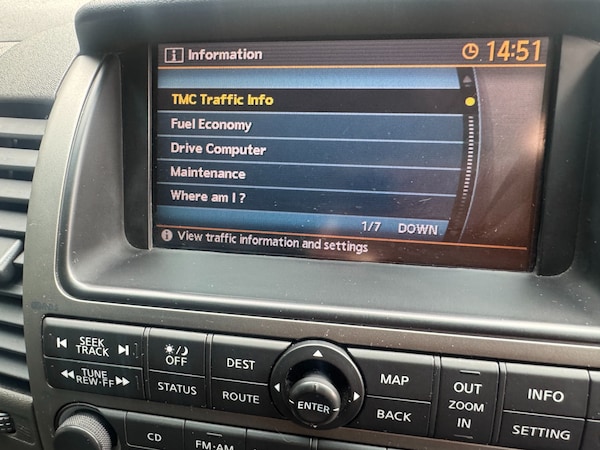 i Information 14:51
TMC Traffic Info
Fuel Economy
Drive Computer
Maintenance
Where am I ?
1/7 DOWN
i View traffic information and settings
SEEK
TRACK
TUNE
REW·FF
OFF
STATUS
DEST
ROUTE
ENTER
MAP
BACK
OUT
ZOOM
IN
INFO
SETTING
CD
FM·AM